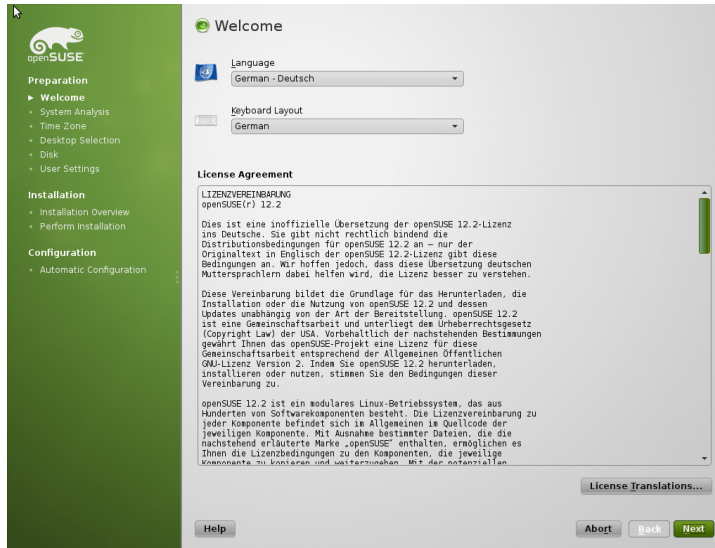 openSUSE
Preparation
Welcome
System Analysis
Time Zone
Desktop Selection
Disk
User Settings
Installation
Installation Overview
Perform Installation
Configuration
Automatic Configuration
Welcome
Language
German - Deutsch
Keyboard Layout
German
License Agreement
LIZENZVEREINBARUNG
openSUSE(r) 12.2
Dies ist eine inoffizielle Übersetzung der openSUSE 12.2-Lizenz
ins Deutsche. Sie gibt nicht rechtlich bindend die
Distributionsbedingungen für openSUSE 12.2 an – nur der
Originaltext in Englisch der openSUSE 12.2-Lizenz gibt diese
Bedingungen an. Wir hoffen jedoch, dass diese Übersetzung deutschen
Muttersprachlern dabei helfen wird, die Lizenz besser zu verstehen.
Diese Vereinbarung bildet die Grundlage für das Herunterladen, die
Installation oder die Nutzung von openSUSE 12.2 und dessen
Updates unabhängig von der Art der Bereitstellung. openSUSE 12.2
ist eine Gemeinschaftsarbeit und unterliegt dem Urheberrechtsgesetz
(Copyright Law) der USA. Vorbehaltlich der nachstehenden Bestimmungen
gewährt Ihnen das openSUSE-Projekt eine Lizenz für diese
Gemeinschaftsarbeit entsprechend der Allgemeinen Öffentlichen
GNU-Lizenz Version 2. Indem Sie openSUSE 12.2 herunterladen,
installieren oder nutzen, stimmen Sie den Bedingungen dieser
Vereinbarung zu.
openSUSE 12.2 ist ein modulares Linux-Betriebssystem, das aus
Hunderten von Softwarekomponenten besteht. Die Lizenzvereinbarung zu
jeder Komponente befindet sich im Allgemeinen im Quellcode der
jeweiligen Komponente. Mit Ausnahme bestimmter Dateien, die die
nachstehend erläuterte Marke „openSUSE“ enthalten, ermöglichen es
Ihnen die Lizenzbedingungen zu den Komponenten, die jeweilige
Komponente zu kopieren und weiterzugeben. Mit der potenziellen
License Translations...
Help
Abort
Back
Next